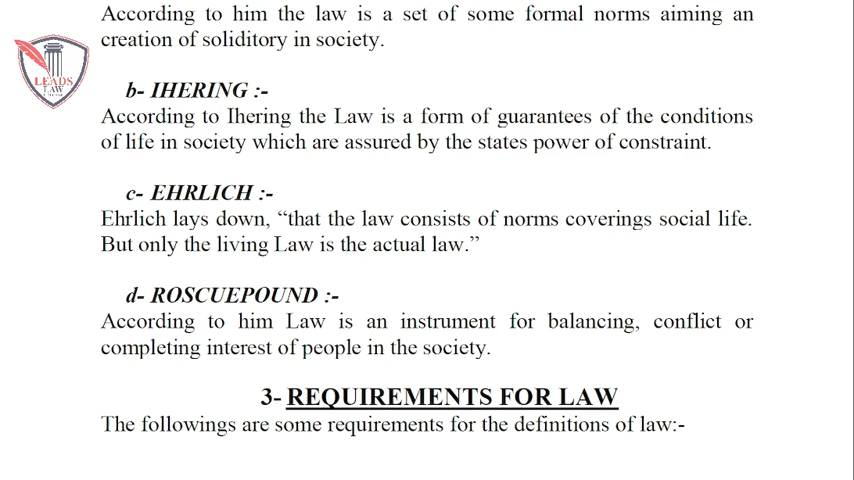 According to him the law is a set of some formal norms aiming an
creation of soliditory in society.
LEADS
LAW
b- IHERING :-
According to Ihering the Law is a form of guarantees of the conditions
of life in society which are assured by the states power of constraint.
c- EHRLICH :-
Ehrlich lays down, “that the law consists of norms coverings social life.
But only the living Law is the actual law.”
d- ROSCUEPOUND :-
According to him Law is an instrument for balancing, conflict or
completing interest of people in the society.
3- REQUIREMENTS FOR LAW
The followings are some requirements for the definitions of law:-